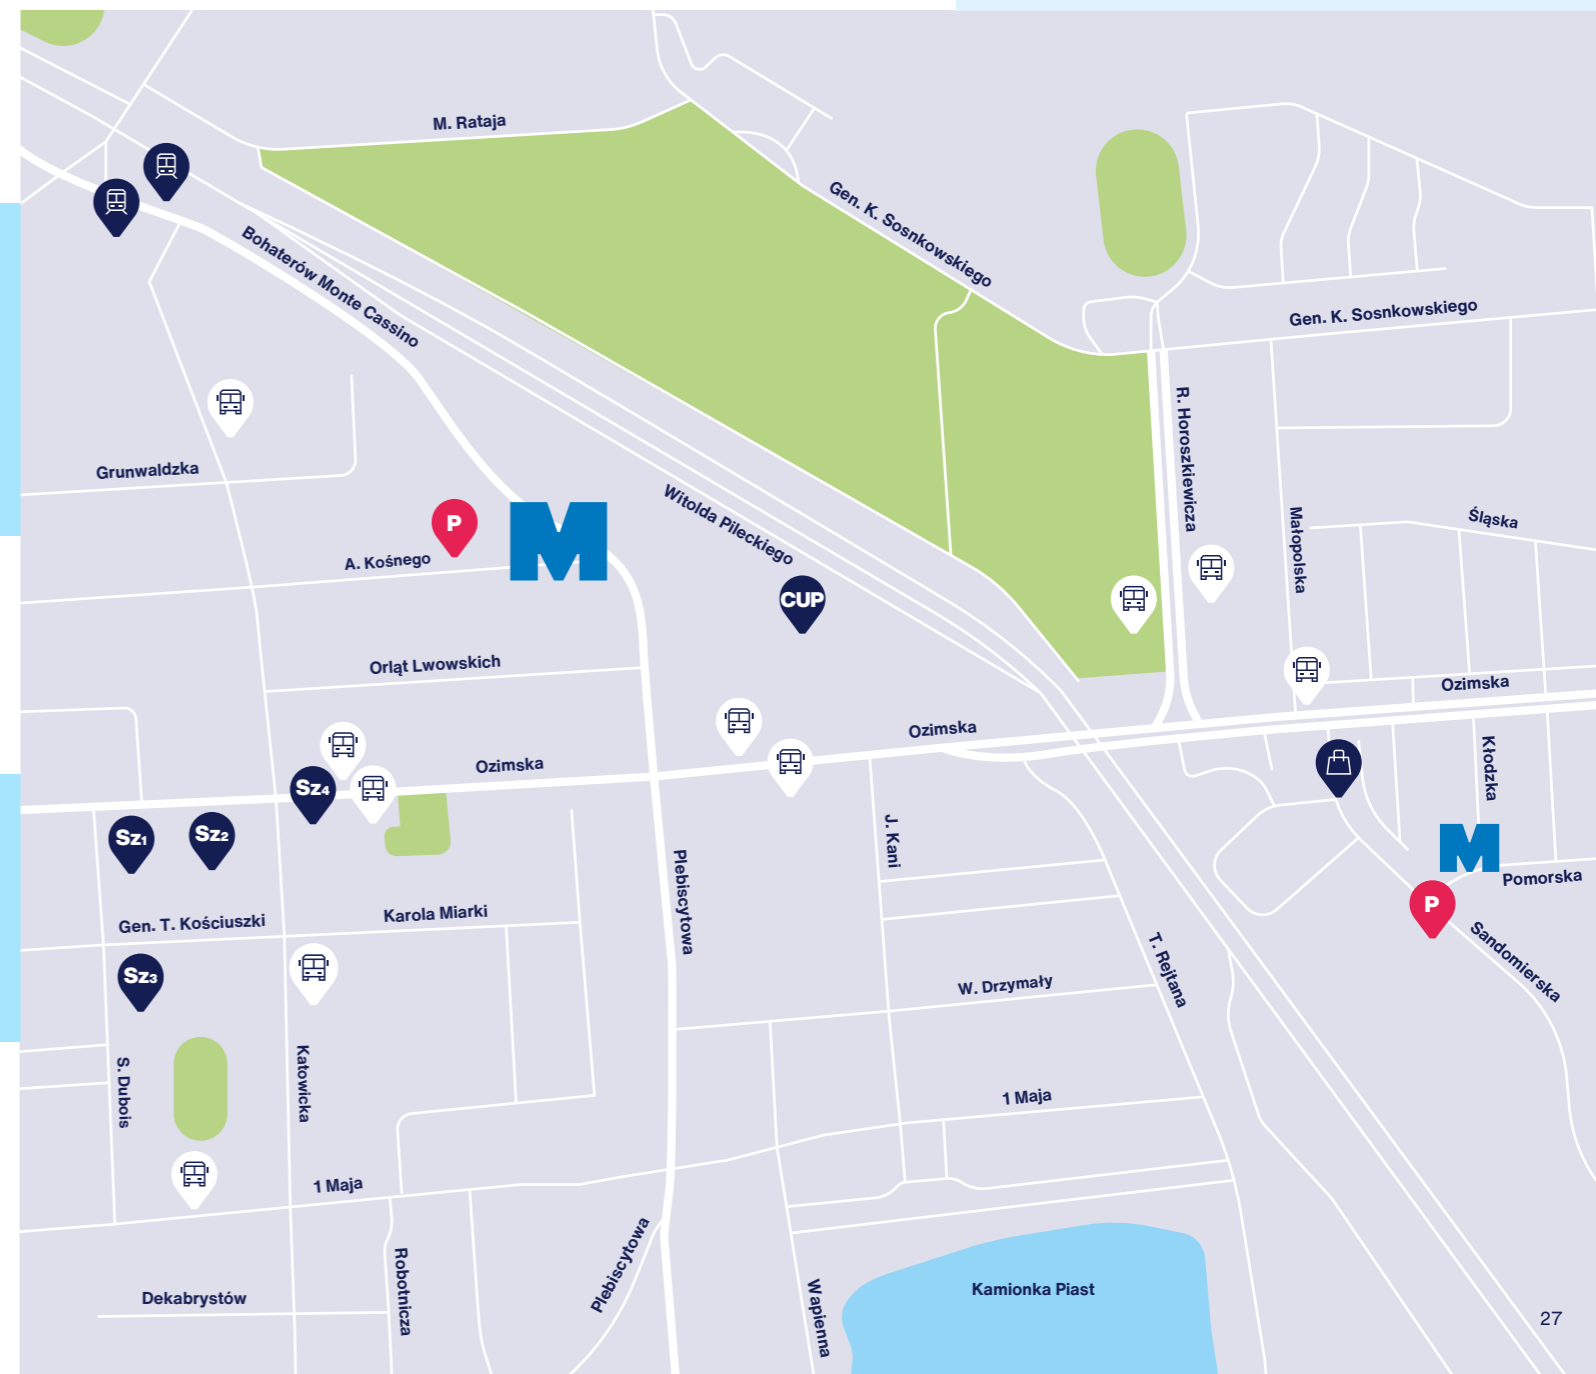 M. Rataja
Gen. K. Sosnkowskiego
Bohaterów Monte Cassino
Gen. K. Sosnkowskiego
R. Horoszkiewicza
Grunwaldzka
P
M
Witolda Pileckiego
Małopolska
Śląska
A. Kośnego
CUP
Orląt Lwowskich
Ozimska
Ozimska
Ozimska
Kłodzka
Sz4
Sz1
Sz2
J. Kani
Plebiscytowa
M
Pomorska
P
Gen. T. Kościuszki
Karola Miarki
Sandomierska
T. Rejtana
Sz3
W. Drzymały
S. Dubois
Katowicka
1 Maja
1 Maja
Plebiscytowa
Robotnicza
Wapienna
Dekabrystów
Kamionka Piast
27